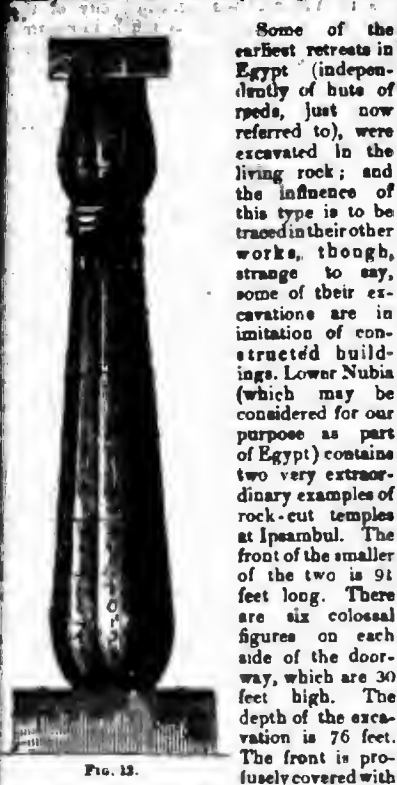 Some of the
earliest retreats in
Egypt (indepen-
dently of huts of
reeds, just now
referred to), were
excavated in the
living rock; and
the influence of
this type is to be
traced in their other
works, though,
strange to say,
some of their ex-
cavations are in
imitation of con-
structed build-
ings. Lower Nubia
(which may be
considered for our
purpose as part
of Egypt) contains
two very extraor-
dinary examples of
rock-cut temples
at Ipsambul. The
front of the smaller
of the two is 91
feet long. There
are six colossal
figures on each
side of the door-
way, which are 30
feet high. The
depth of the exca-
vation is 76 feet.
The front is pro-
fusely covered with
FIG. 12.